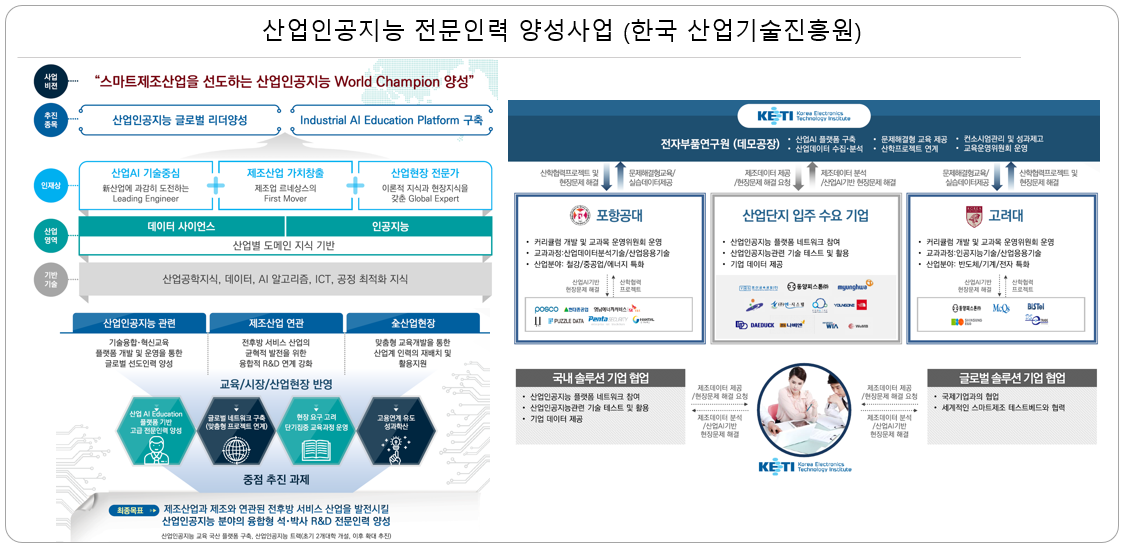 산업인공지능 전문인력 양성사업 (한국 산업기술진흥원)
사업
비전
“스마트제조산업을 선도하는 산업인공지능 World Champion 양성”
추진
종목
산업인공지능 글로벌 리더양성
Industrial AI Education Platform 구축
인재상
산업AI 기술중심
新산업에 과감히 도전하는
Leading Engineer
제조산업 가치창출
제조업 르네상스의
First Mover
산업현장 전문가
이론적 지식과 현장지식을
갖춘 Global Expert
산업
영역
데이터 사이언스
인공지능
산업별 도메인 지식 기반
기반
기술
산업공학지식, 데이터, AI 알고리즘, ICT, 공정 최적화 지식
산업인공지능 관련
제조산업 연관
全산업현장
기술융합·혁신교육
플랫폼 개발 및 운영을 통한
글로벌 선도인력 양성
전후방 서비스 산업의
균형적 발전을 위한
융합적 R&D 연계 강화
맞춤형 교육개발을 통한
산업계 인력의 재배치 및
활용지원
교육/시장/산업현장 반영
산업 AI Education
플랫폼 기반
고급 전문인력 양성
글로벌 네트워크 구축
(맞춤형 프로젝트 연계)
현장 요구 고려
단기집중 교육과정 운영
고용연계 유도
성과확산
중점 추진 과제
최종목표
제조산업과 제조와 연관된 전후방 서비스 산업을 발전시킬
산업인공지능 분야의 융합형 석·박사 R&D 전문인력 양성
산업인공지능 교육 국산 플랫폼 구축, 산업인공지능 트랙(초기 2개대학 개설, 이후 확대 추진)
KETI Korea Electronics
Technology Institute
전자부품연구원 (데모공장)
• 산업AI 플랫폼 구축
• 산업데이터 수집·분석
• 문제해결형 교육 제공
• 산학프로젝트 연계
• 컨소시엄관리 및 성과제고
• 교육운영위원회 운영
산학협력프로젝트 및
현장문제 해결
문제해결형교육/
실습데이터제공
제조데이터 제공
/현장문제 해결 요청
제조데이터 분석
/산업AI기반 현장문제 해결
문제해결형교육/
실습데이터제공
산학협력프로젝트 및
현장문제 해결
포항공대
• 커리큘럼 개발 및 교과목 운영위원회 운영
• 교과과정:산업데이터분석기술/산업응용기술
• 산업분야: 철강/중공업/에너지 특화
산업AI기반
현장문제 해결
산학협력
프로젝트
posco
현대중공업
PUZZLE DATA
Penta SECURITY
산업단지 입주 수요 기업
• 산업인공지능 플랫폼 네트워크 참여
• 산업인공지능관련 기술 테스트 및 활용
• 기업 데이터 제공
동양피스톤㈜
myunghwa
DAEDUCK
WIA
고려대
• 커리큘럼 개발 및 교과목 운영위원회 운영
• 교과과정:인공지능기술/산업응용기술
• 산업분야: 반도체/기계/전자 특화
산업AI기반
현장문제 해결
산학협력
프로젝트
동양피스톤㈜
McQs
BISTel
국내 솔루션 기업 협업
• 산업인공지능 플랫폼 네트워크 참여
• 산업인공지능관련 기술 테스트 및 활용
• 기업 데이터 제공
제조데이터 제공
/현장문제 해결 요청
제조데이터 분석
/산업AI기반
현장문제 해결
KETI Korea Electronics
Technology Institute
제조데이터 제공
/현장문제 해결 요청
제조데이터 분석
/산업AI기반
현장문제 해결
글로벌 솔루션 기업 협업
• 국제기업과의 협업
• 세계적인 스마트제조 테스트베드와 협력